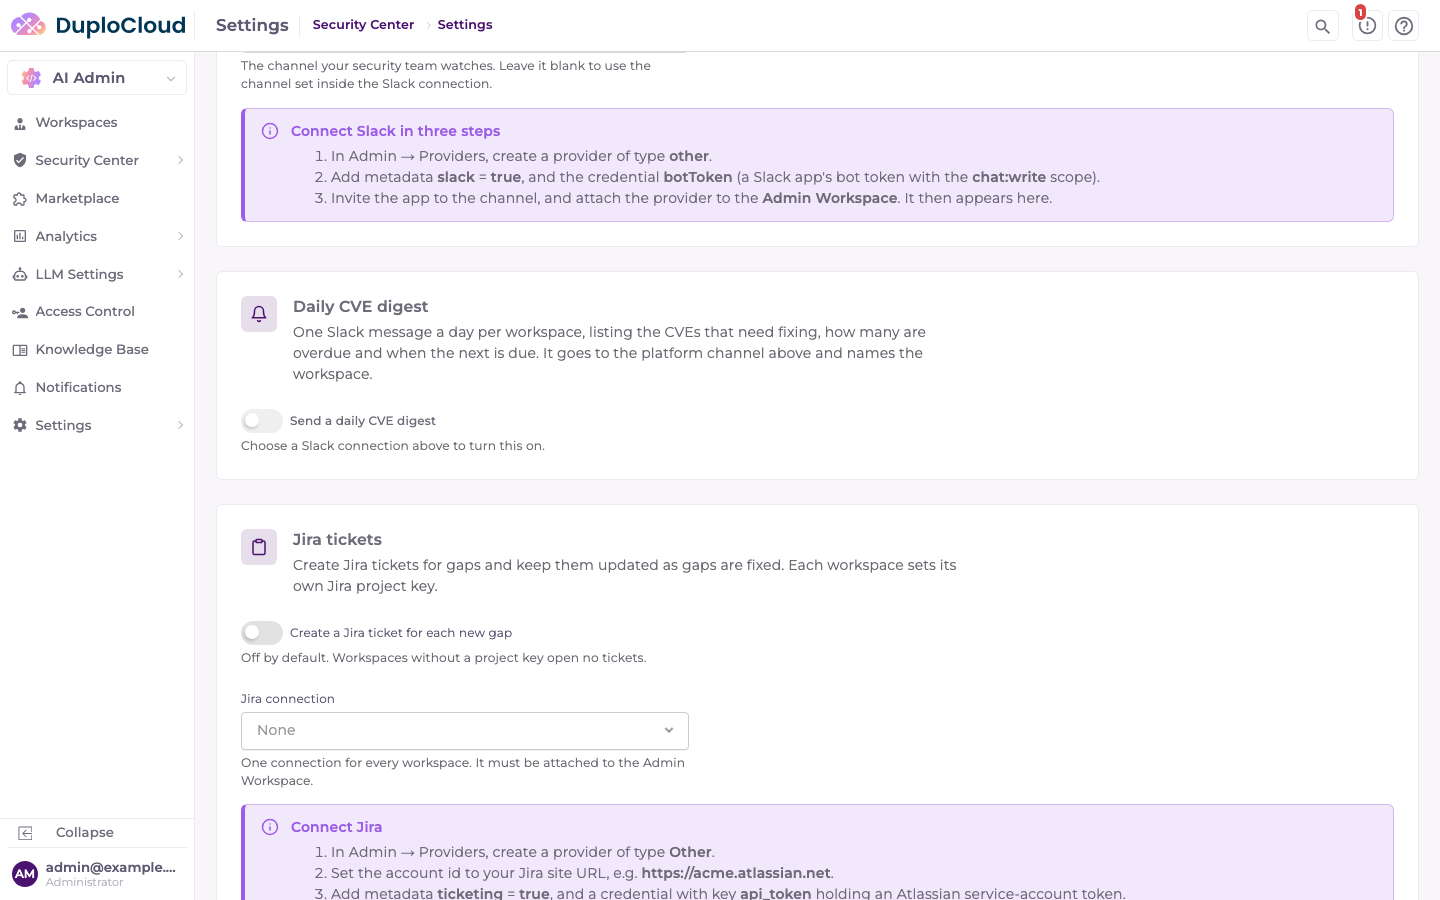 DuploCloud
Settings
Security Center
Settings
1
AI Admin
Workspaces
Security Center
Marketplace
Analytics
LLM Settings
Access Control
Knowledge Base
Notifications
Settings
Collapse
AM
admin@example....
Administrator
The channel your security team watches. Leave it blank to use the
channel set inside the Slack connection.
Connect Slack in three steps
1. In Admin → Providers, create a provider of type other.
2. Add metadata slack = true, and the credential botToken (a Slack app's bot token with the chat:write scope).
3. Invite the app to the channel, and attach the provider to the Admin Workspace. It then appears here.
Daily CVE digest
One Slack message a day per workspace, listing the CVEs that need fixing, how many are
overdue and when the next is due. It goes to the platform channel above and names the
workspace.
Send a daily CVE digest
Choose a Slack connection above to turn this on.
Jira tickets
Create Jira tickets for gaps and keep them updated as gaps are fixed. Each workspace sets its
own Jira project key.
Create a Jira ticket for each new gap
Off by default. Workspaces without a project key open no tickets.
Jira connection
None
One connection for every workspace. It must be attached to the Admin
Workspace.
Connect Jira
1. In Admin → Providers, create a provider of type Other.
2. Set the account id to your Jira site URL, e.g. https://acme.atlassian.net.
3. Add metadata ticketing = true, and a credential with key api_token holding an Atlassian service-account token.